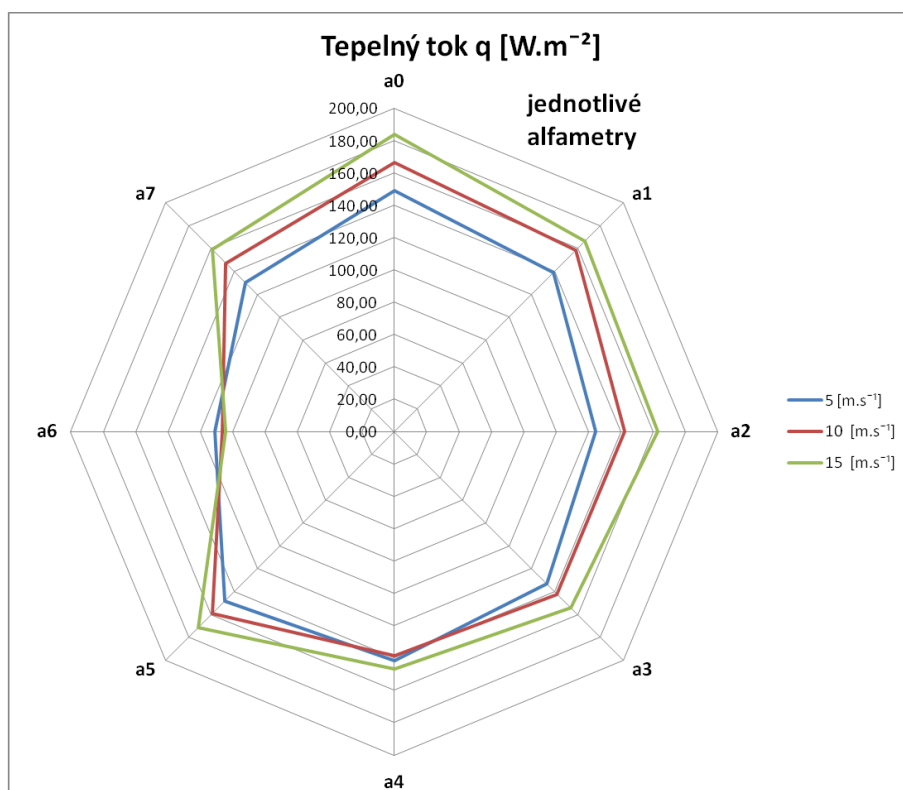 Tepelný tok q [W.m⁻²]
a0
jednotlivé
alfametry
200,00
180,00
160,00
140,00
120,00
100,00
80,00
60,00
40,00
20,00
0,00
a1
a2
a3
a4
a5
a6
a7
5 [m.s⁻¹]
10 [m.s⁻¹]
15 [m.s⁻¹]